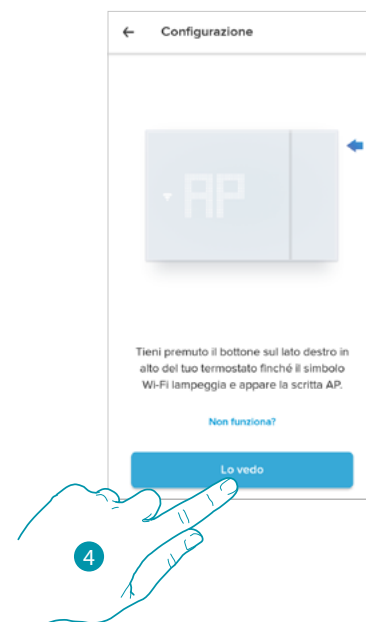 Configurazione
AP
Tieni premuto il bottone sul lato destro in
alto del tuo termostato finché il simbolo
Wi-Fi lampeggia e appare la scritta AP.
Non funziona?
Lo vedo
4